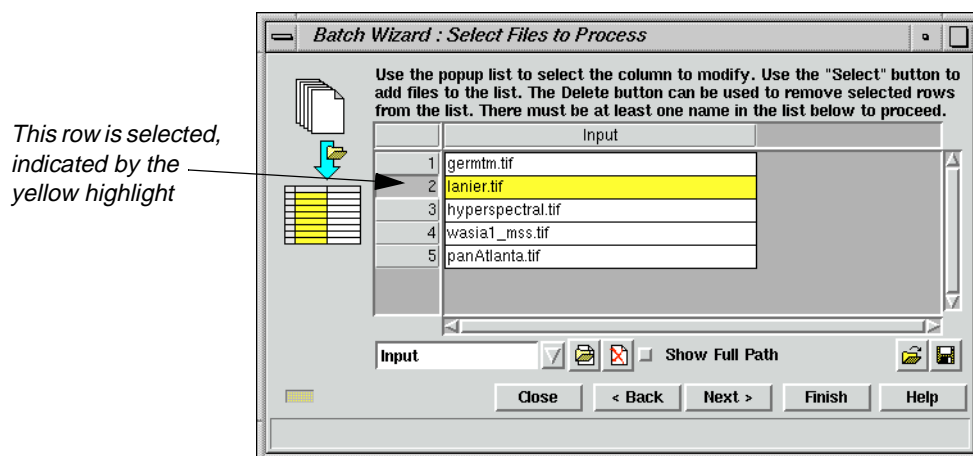 Batch Wizard : Select Files to Process
Use the popup list to select the column to modify. Use the "Select" button to
add files to the list. The Delete button can be used to remove selected rows
from the list. There must be at least one name in the list below to proceed.
This row is selected,
indicated by the
yellow highlight
Input
1 germtm.tif
2 lanier.tif
3 hyperspectral.tif
4 wasia1_mss.tif
5 panAtlanta.tif
Input
Show Full Path
Close
< Back
Next >
Finish
Help